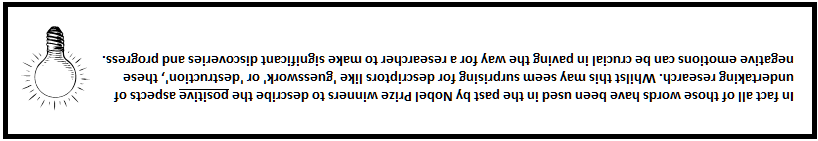 In fact all of those words have been used in the past by Nobel Prize winners to describe the positive aspects of
undertaking research. Whilst this may seem surprising for descriptors like 'guesswork' or 'destruction', these
negative emotions can be crucial in paving the way for a researcher to make significant discoveries and progress.